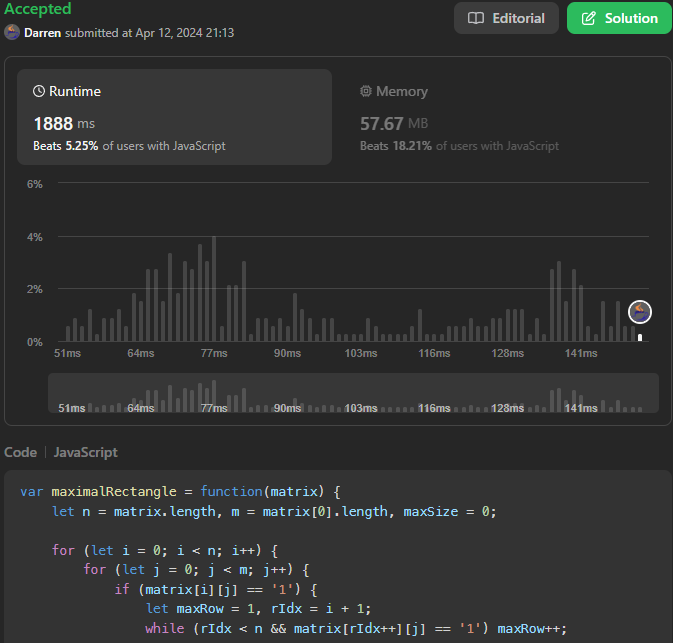 Accepted
Editorial
Solution
Darren submitted at Apr 12, 2024 21:13
Runtime
1888 ms
Beats 5.25% of users with JavaScript
Memory
57.67 MB
Beats 18.21% of users with JavaScript
6%
4%
2%
0%
51ms 64ms 77ms 90ms 103ms 116ms 128ms 141ms
51ms 64ms 77ms 90ms 103ms 116ms 128ms 141ms
Code | JavaScript
var maximalRectangle = function(matrix) {
    let n = matrix.length, m = matrix[0].length, maxSize = 0;

    for (let i = 0; i < n; i++) {
        for (let j = 0; j < m; j++) {
            if (matrix[i][j] == '1') {
                let maxRow = 1, rIdx = i + 1;
                while (rIdx < n && matrix[rIdx++][j] == '1') maxRow++;